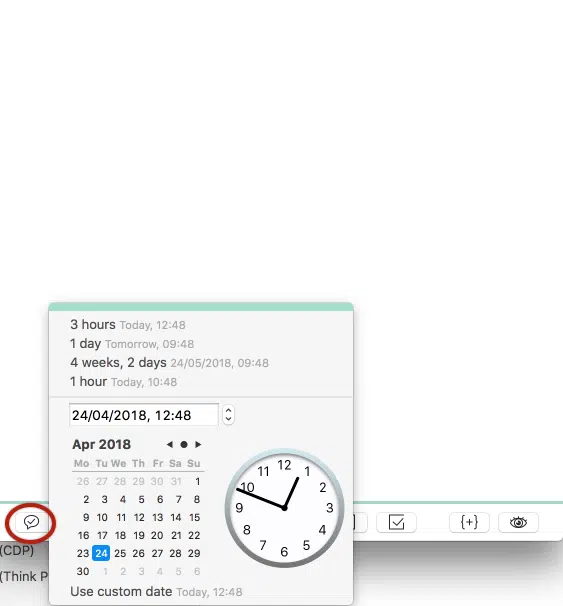 3 hours Today, 12:48
1 day Tomorrow, 09:48
4 weeks, 2 days 24/05/2018, 09:48
1 hour Today, 10:48
24/04/2018, 12:48
Apr 2018
Mo Tu We Th Fr Sa Su
26 27 28 29 30 31 1
2 3 4 5 6 7 8
9 10 11 12 13 14 15
16 17 18 19 20 21 22
23 24 25 26 27 28 29
30 1 2 3 4 5 6
12
11 1
10 2
9 3
8 4
7 5
6
{+}
(CDP)
(Think P
Use custom date Today, 12:48